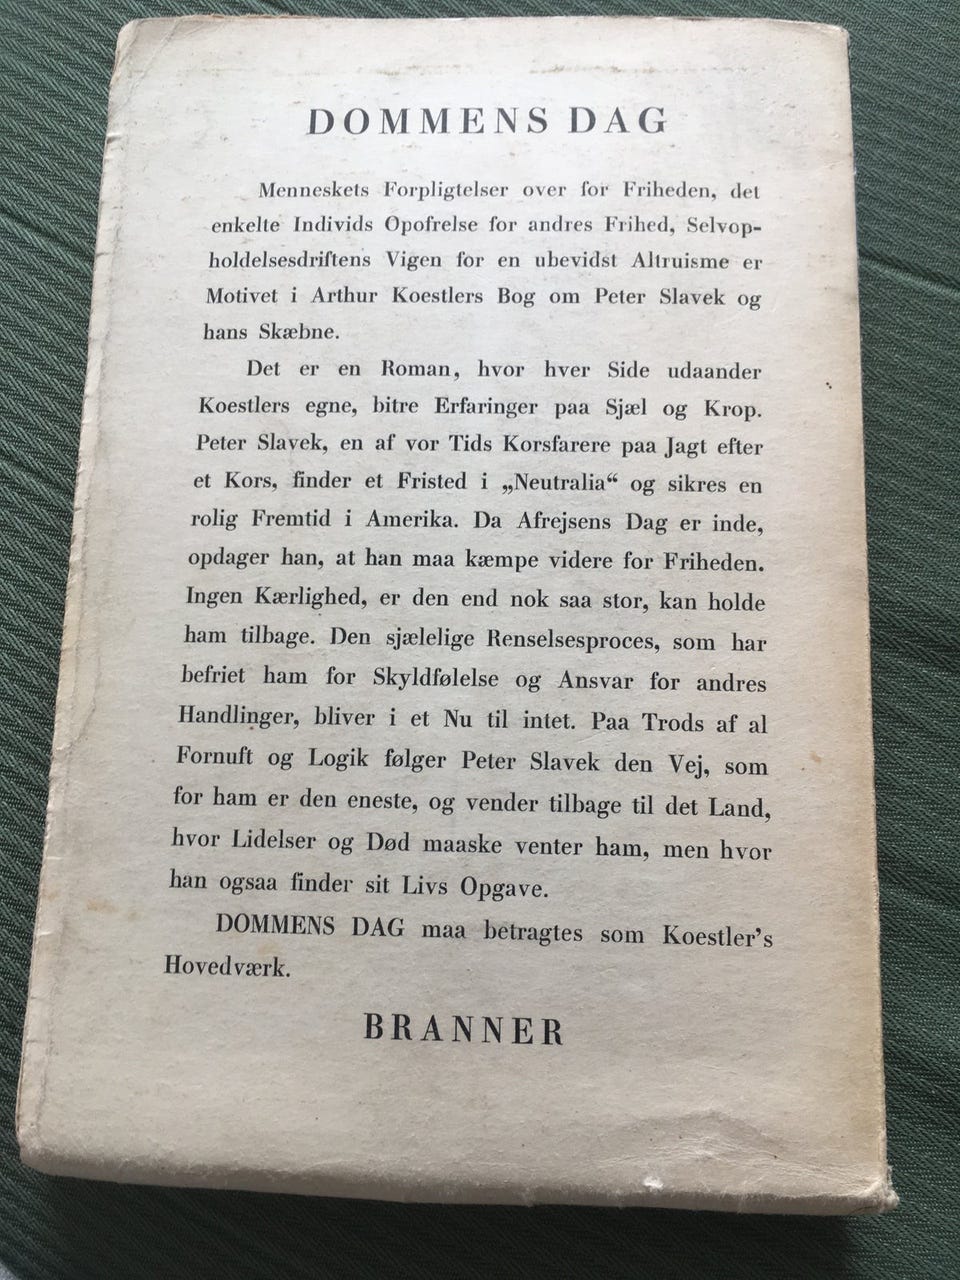 DOMMENS DAG
Menneskets Forpligtelser over for Friheden, det
enkelte Individs Opofrelse for andres Frihed, Selvop-
holdelsesdriftens Vigen for en ubevidst Altruisme er
Motivet i Arthur Koestlers Bog om Peter Slavek og
hans Skæbne.
Det er en Roman, hvor hver Side udaander
Koestlers egne, bitre Erfaringer paa Sjæl og Krop.
Peter Slavek, en af vor Tids Korsfarere paa Jagt efter
et Kors, finder et Fristed i „Neutralia“ og sikres en
rolig Fremtid i Amerika. Da Afrejsens Dag er inde,
opdager han, at han maa kæmpe videre for Friheden.
Ingen Kærlighed, er den end nok saa stor, kan holde
ham tilbage. Den sjælelige Renselsesproces, som har
befriet ham for Skyldfølelse og Ansvar for andres
Handlinger, bliver i et Nu til intet. Paa Trods af al
Fornuft og Logik følger Peter Slavek den Vej, som
for ham er den eneste, og vender tilbage til det Land,
hvor Lidelser og Død maaske venter ham, men hvor
han ogsaa finder sit Livs Opgave.
DOMMENS DAG maa betragtes som Koestler's
Hovedværk.
BRANNER